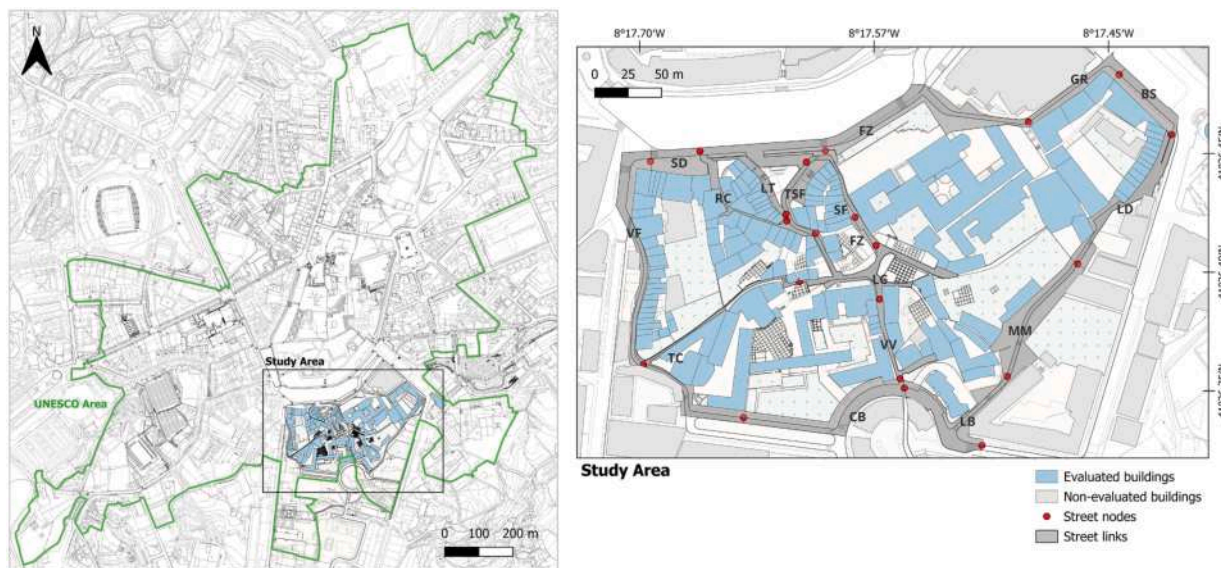 N
Study Area
UNESCO Area
0 100 200 m
8°17.70'W 8°17.57'W 8°17.45'W
0 25 50 m
GR
BS
FZ
SD
LT
TSF
RC
SF
LD
VF
FZ
LG
MM
VV
TC
CB
LB
Study Area
Evaluated buildings
Non-evaluated buildings
Street nodes
Street links